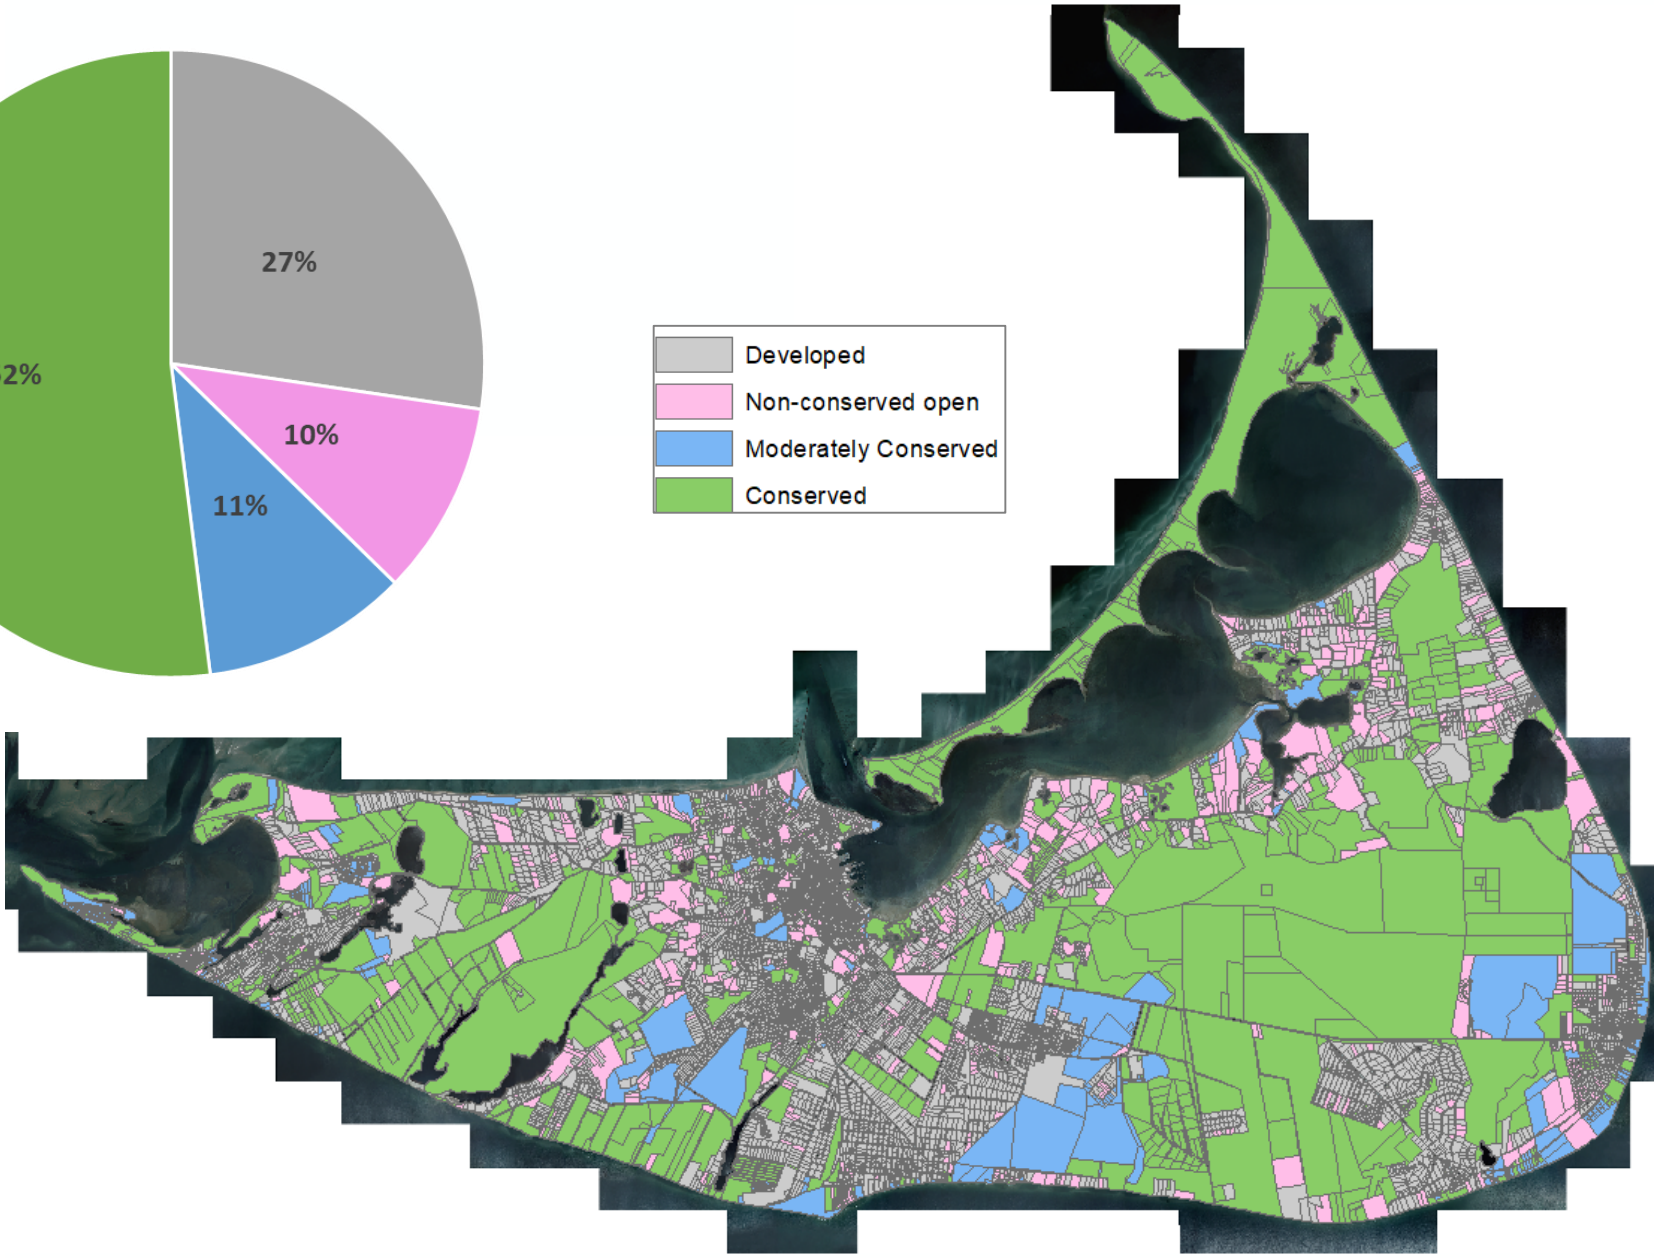 27%
10%
11%
2%
Developed
Non-conserved open
Moderately Conserved
Conserved